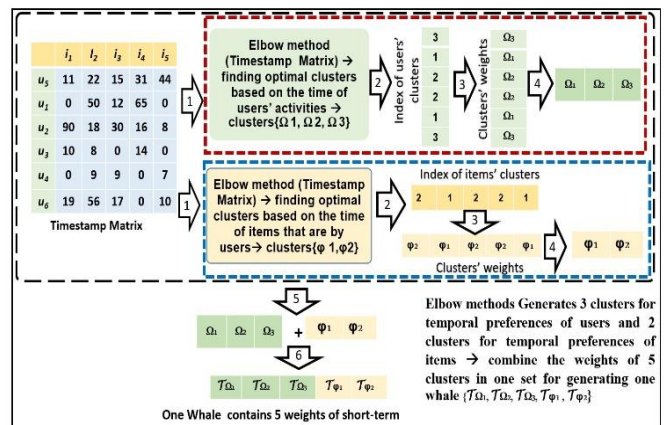 i1 I2 i3 i4 i5
u5 11 22 15 31 44
u1 0 50 12 65 0
u2 90 18 30 16 8
u3 10 8 0 14 0
u4 0 9 9 0 7
u6 19 56 17 0 10
Timestamp Matrix
1
Elbow method
(Timestamp Matrix) →
finding optimal clusters
based on the time of
users' activities →
clusters{Ω 1, Ω 2, Ω 3}
2
Index of users'
clusters
3
1
2
2
1
3
3
Clusters' weights
Ω3
Ω1
Ω2
Ω2
Ω1
Ω3
4
Ω1 Ω2 Ω3
1
Elbow method (Timestamp
Matrix) → finding optimal
clusters based on the time
of items that are by
users→ clusters{φ 1,φ2}
2
Index of items' clusters
2 1 2 2 1
3
φ2 φ1 φ2 φ2 φ1
Clusters' weights
4
φ1 φ2
5
Ω1 Ω2 Ω3 + φ1 φ2
6
𝒯Ω1 𝒯Ω2 𝒯Ω3 𝒯φ1 𝒯φ2
One Whale contains 5 weights of short-term
Elbow methods Generates 3 clusters for
temporal preferences of users and 2
clusters for temporal preferences of
items → combine the weights of 5
clusters in one set for generating one
whale {𝒯Ω1, 𝒯Ω2, 𝒯Ω3, 𝒯φ1, 𝒯φ2}